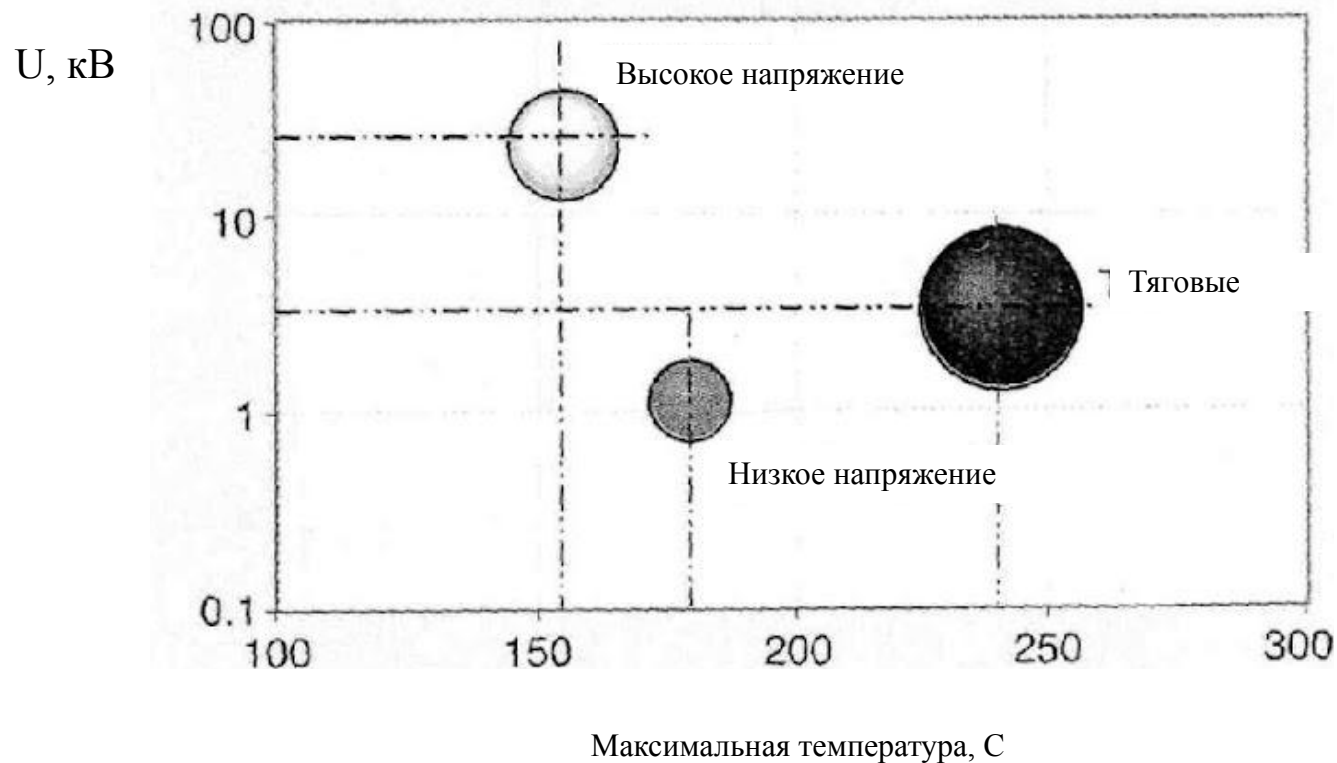 100
U, кВ
Высокое напряжение
10
Тяговые
1
Низкое напряжение
0.1
100 150 200 250 300
Максимальная температура, С